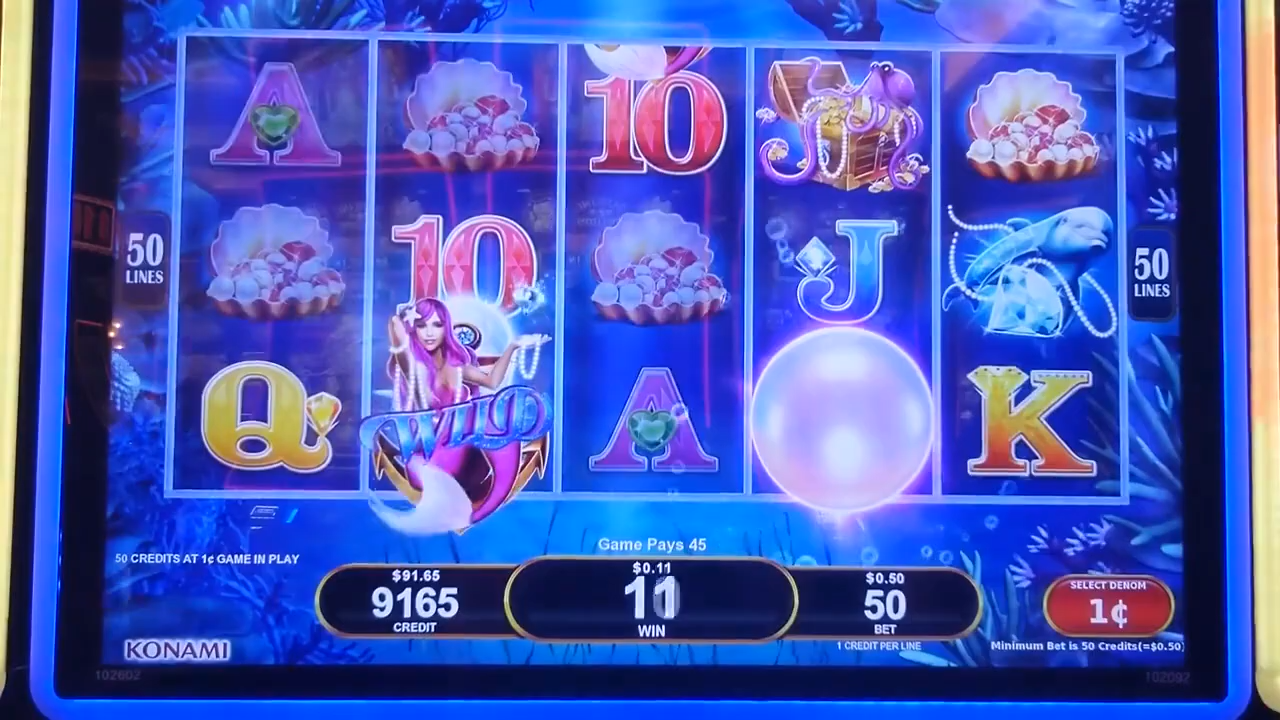 A
10
50
LINES
10
J
50
LINES
Q
WILD
A
K
Game Pays 45
50 CREDITS AT 1¢ GAME IN PLAY
$91.65
9165
CREDIT
$0.11
11
WIN
$0.50
50
BET
SELECT DENOM
1¢
1 CREDIT PER LINE
Minimum Bet is 50 Credits(=$0.50)
KONAMI
102602
102092